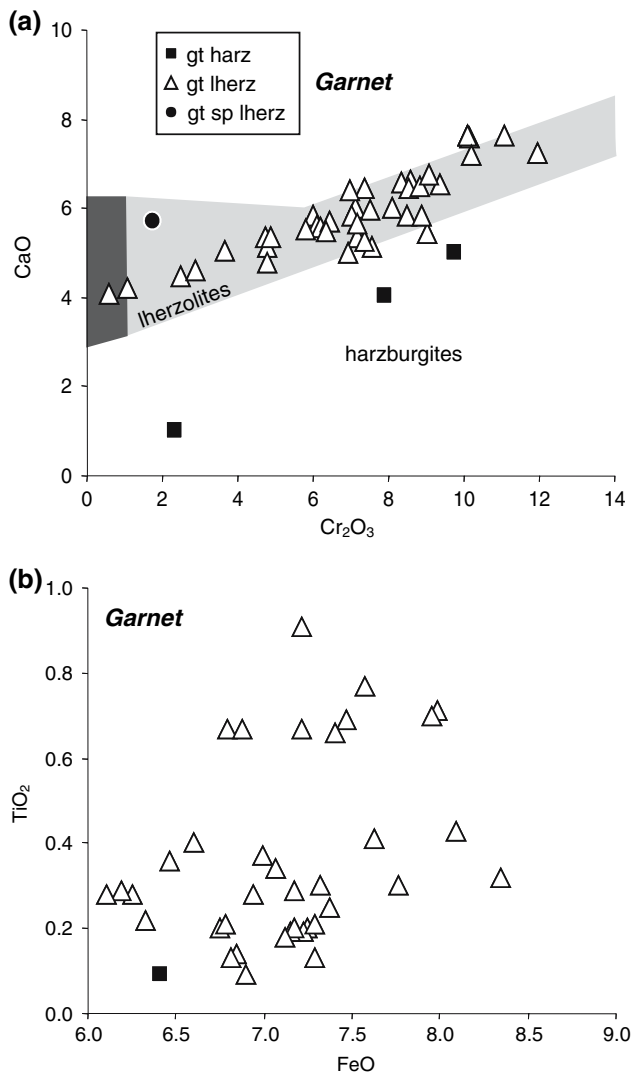 (a)
10
8
6
4
2
0
CaO
gt harz
gt lherz
gt sp lherz
Garnet
lherzolites
harzburgites
0 2 4 6 8 10 12 14
Cr₂O₃
(b)
1.0
0.8
0.6
0.4
0.2
0.0
TiO₂
Garnet
6.0 6.5 7.0 7.5 8.0 8.5 9.0
FeO